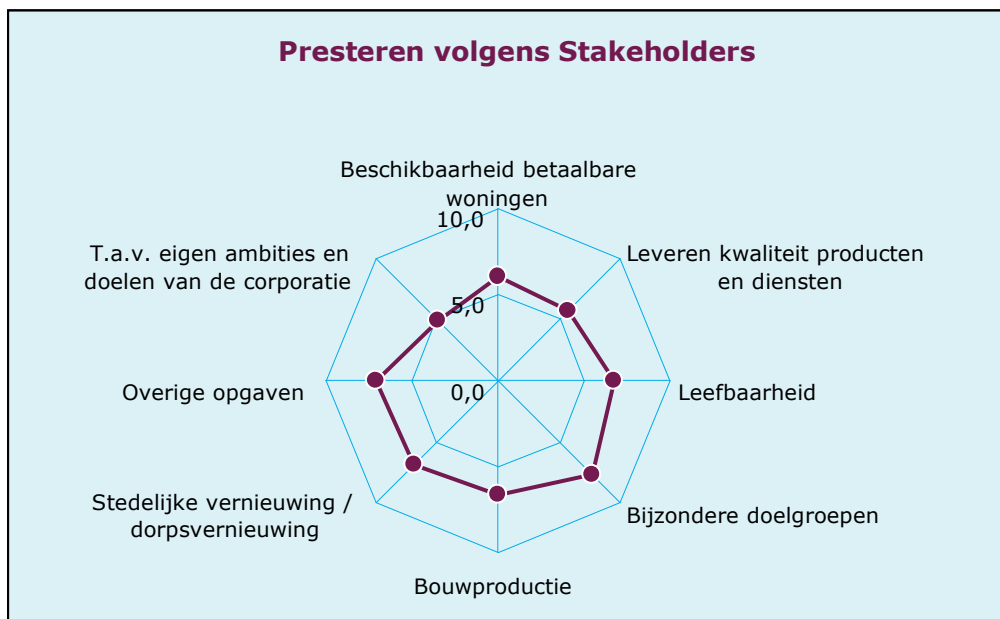 Presteren volgens Stakeholders
Beschikbaarheid betaalbare
woningen
10,0
5,0
0,0
Leveren kwaliteit producten
en diensten
Leefbaarheid
Bijzondere doelgroepen
Bouwproductie
Stedelijke vernieuwing /
dorpsvernieuwing
Overige opgaven
T.a.v. eigen ambities en
doelen van de corporatie